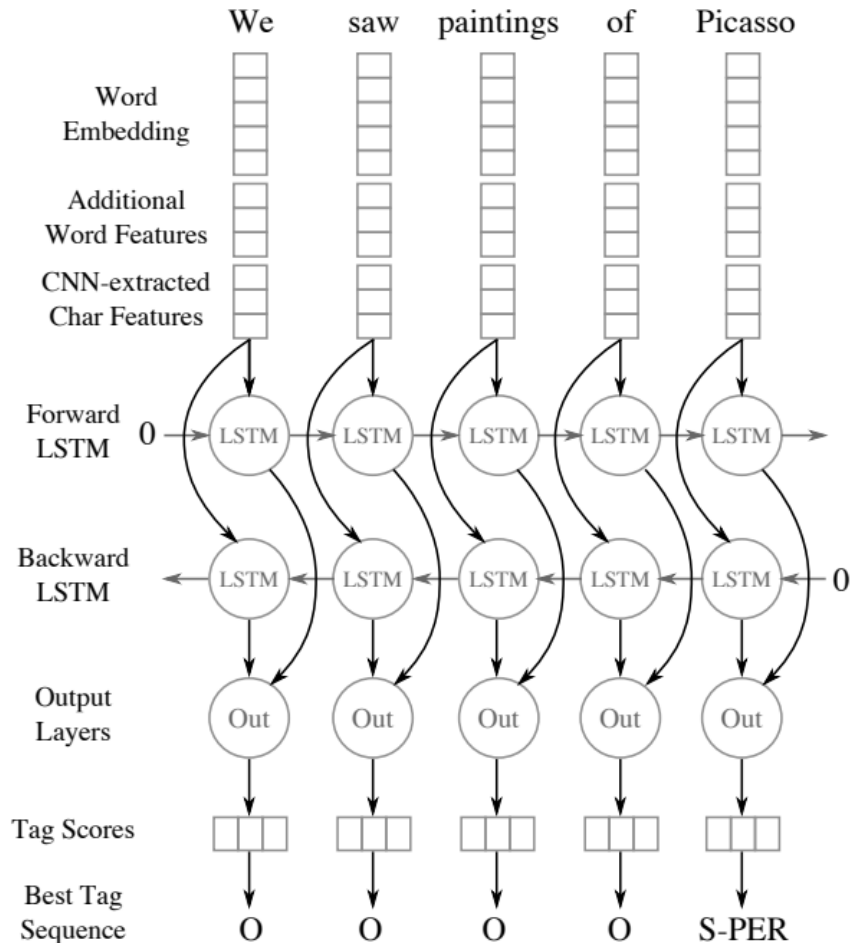 We saw paintings of Picasso
Word
Embedding
Additional
Word Features
CNN-extracted
Char Features
Forward
LSTM
0 LSTM LSTM LSTM LSTM LSTM
Backward
LSTM
LSTM LSTM LSTM LSTM LSTM 0
Output
Layers
Out Out Out Out Out
Tag Scores
Best Tag
Sequence
O O O O S-PER